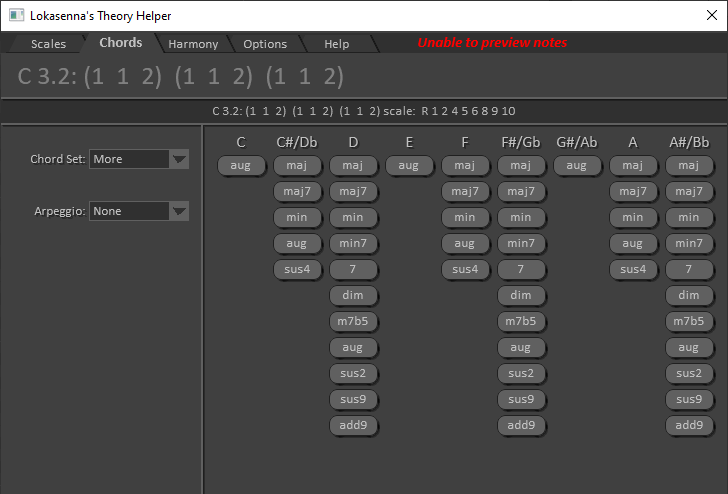 Lokasenna's Theory Helper
Scales Chords Harmony Options Help Unable to preview notes
C 3.2: (1 1 2) (1 1 2) (1 1 2)
C 3.2: (1 1 2) (1 1 2) (1 1 2) scale: R 1 2 4 5 6 8 9 10
Chord Set: More
Arpeggio: None
C C#/Db D E F F#/Gb G#/Ab A A#/Bb
aug maj maj aug maj maj aug maj maj
maj7 maj7 maj7 maj7 maj7 maj7
min min min min min min
aug min7 aug min7 aug min7
sus4 7 sus4 7 sus4 7
dim dim dim
m7b5 m7b5 m7b5
aug aug aug
sus2 sus2 sus2
sus9 sus9 sus9
add9 add9 add9